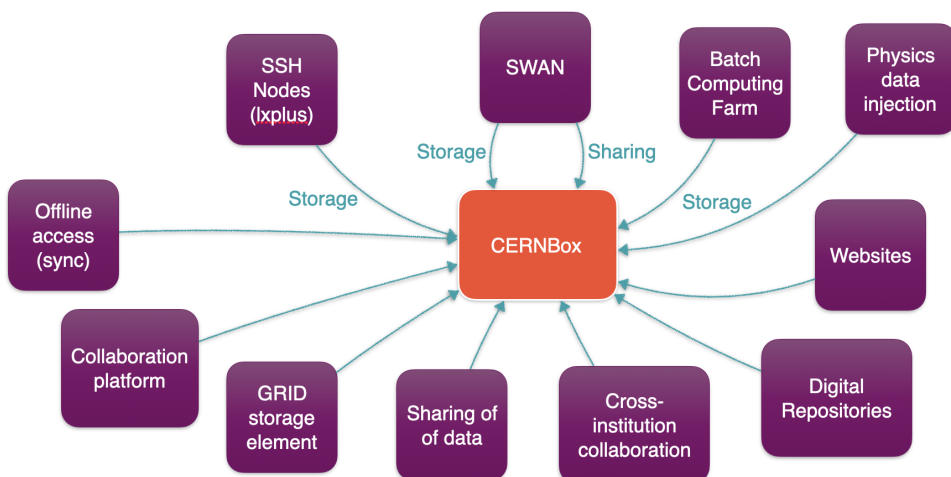 SSH
Nodes
(lxplus)
SWAN
Batch
Computing
Farm
Physics
data
injection
Storage
Sharing
Storage
Storage
Offline
access
(sync)
CERNBox
Websites
Collaboration
platform
GRID
storage
element
Sharing of
of data
Cross-
institution
collaboration
Digital
Repositories